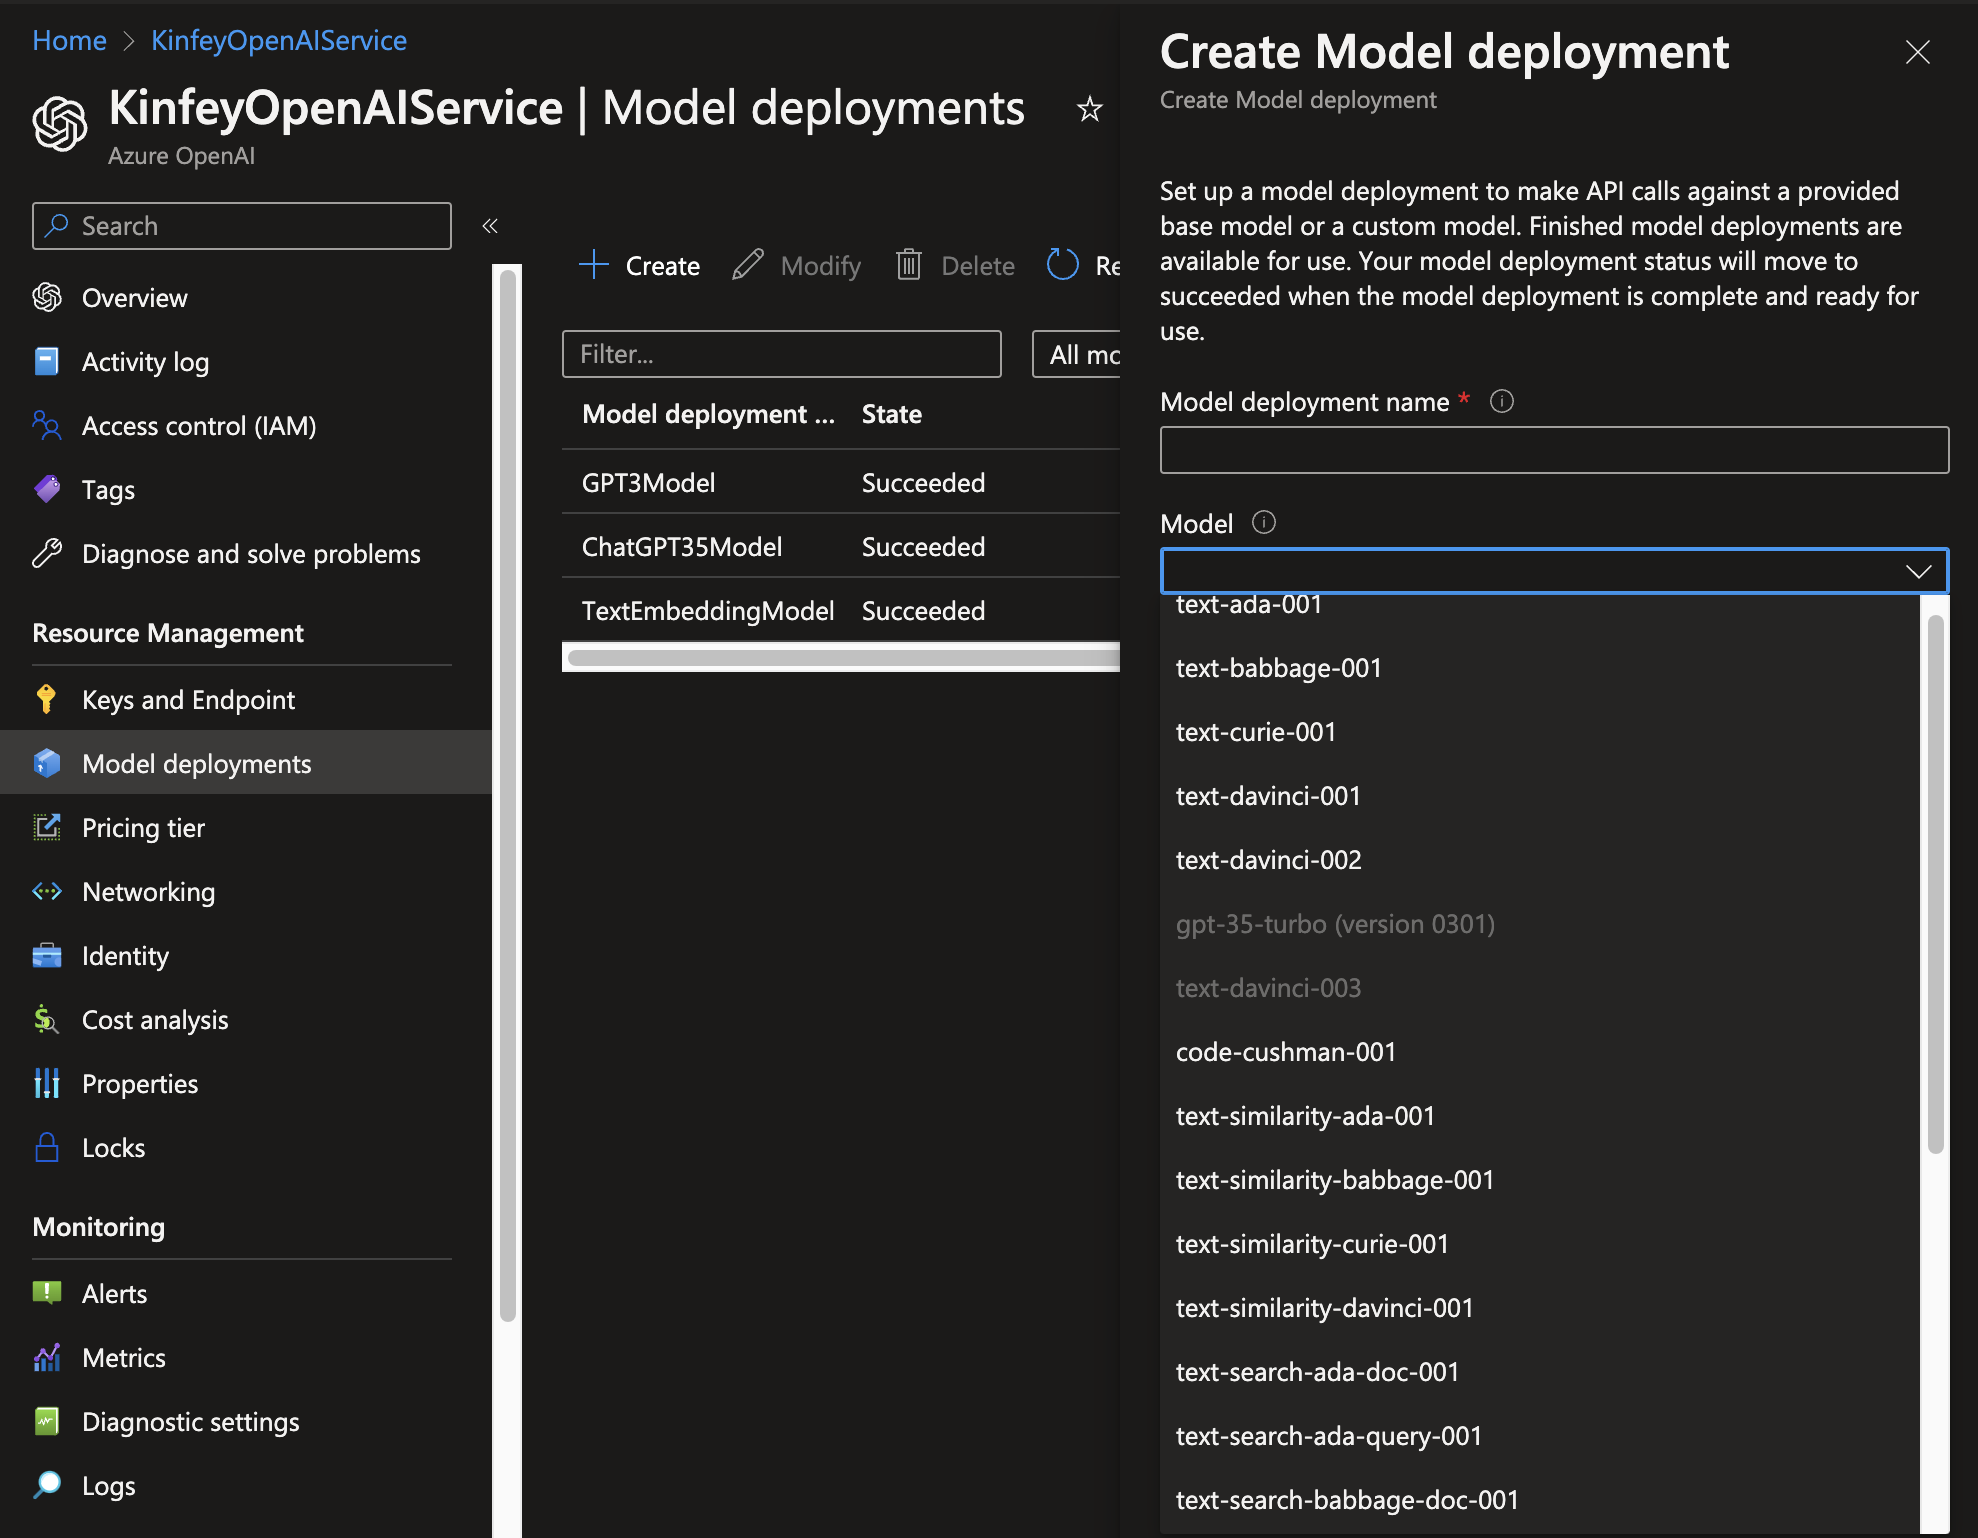 Home > KinfeyOpenAIService
KinfeyOpenAIService | Model deployments
Azure OpenAI
Search
«
Overview
Activity log
Access control (IAM)
Tags
Diagnose and solve problems
Resource Management
Keys and Endpoint
Model deployments
Pricing tier
Networking
Identity
Cost analysis
Properties
Locks
Monitoring
Alerts
Metrics
Diagnostic settings
Logs
Create Modify Delete Re
Filter... All mo
Model deployment ... State
GPT3Model Succeeded
ChatGPT35Model Succeeded
TextEmbeddingModel Succeeded
Create Model deployment
Create Model deployment
Set up a model deployment to make API calls against a provided
base model or a custom model. Finished model deployments are
available for use. Your model deployment status will move to
succeeded when the model deployment is complete and ready for
use.
Model deployment name *
Model
text-ada-001
text-babbage-001
text-curie-001
text-davinci-001
text-davinci-002
gpt-35-turbo (version 0301)
text-davinci-003
code-cushman-001
text-similarity-ada-001
text-similarity-babbage-001
text-similarity-curie-001
text-similarity-davinci-001
text-search-ada-doc-001
text-search-ada-query-001
text-search-babbage-doc-001